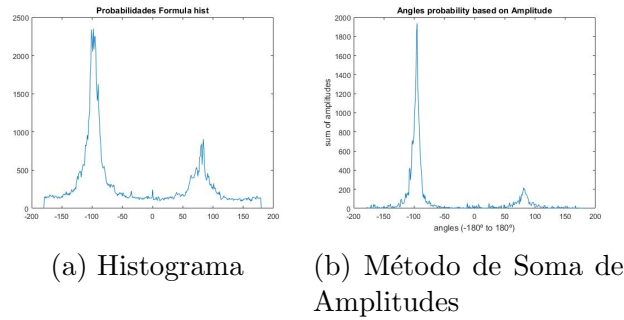 Probabilidades Formula hist
2500
2000
1500
1000
500
0
-200 -150 -100 -50 0 50 100 150 200
(a) Histograma
Angles probability based on Amplitude
sum of amplitudes
2000
1800
1600
1400
1200
1000
800
600
400
200
0
-200 -150 -100 -50 0 50 100 150 200
angles (-180º to 180º)
(b) Método de Soma de
Amplitudes